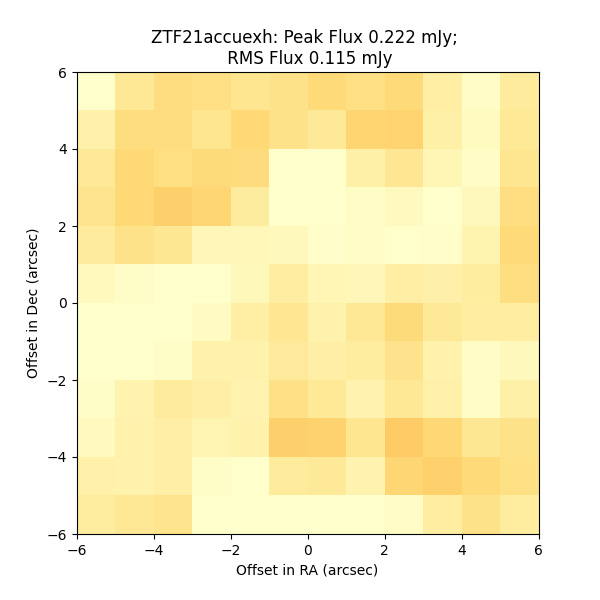 ZTF21accuexh: Peak Flux 0.222 mJy;
RMS Flux 0.115 mJy
6
4
2
0
−2
−4
−6
Offset in Dec (arcsec)
−6 −4 −2 0 2 4 6
Offset in RA (arcsec)